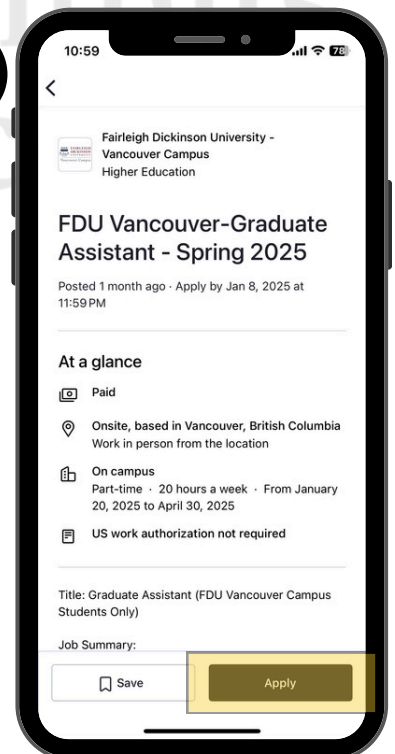 10:59
78
Fairleigh Dickinson University -
Vancouver Campus
Higher Education
FDU Vancouver-Graduate
Assistant - Spring 2025
Posted 1 month ago · Apply by Jan 8, 2025 at
11:59 PM
At a glance
Paid
Onsite, based in Vancouver, British Columbia
Work in person from the location
On campus
Part-time · 20 hours a week · From January
20, 2025 to April 30, 2025
US work authorization not required
Title: Graduate Assistant (FDU Vancouver Campus
Students Only)
Job Summary:
Save
Apply